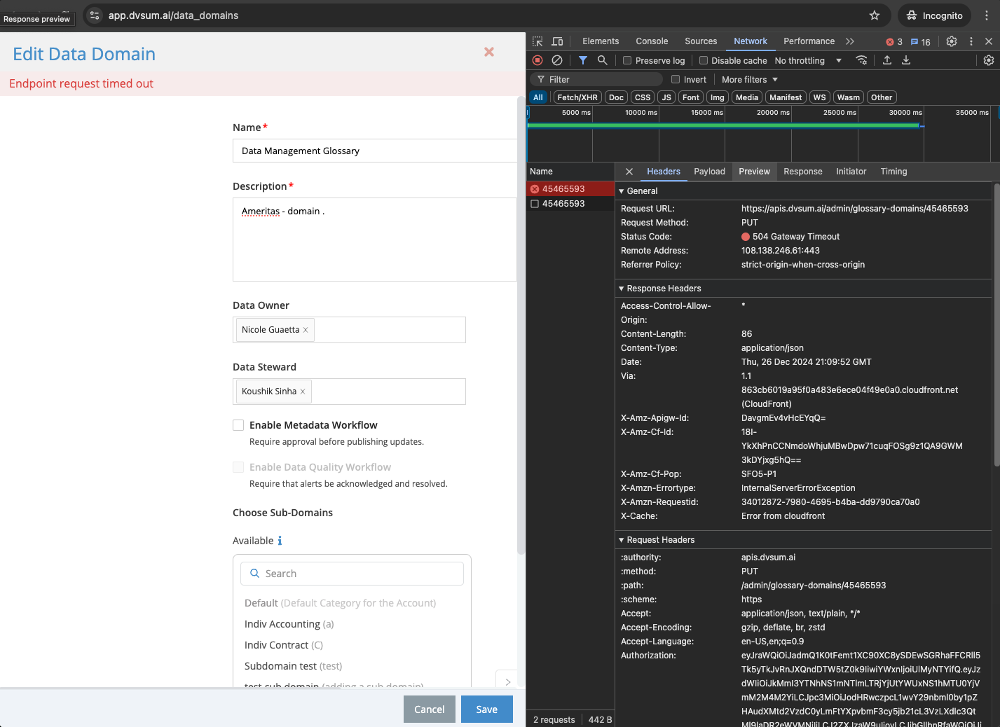 Response preview
app.dvsum.ai/data_domains
Incognito
Edit Data Domain
Endpoint request timed out
Name*
Data Management Glossary
Description*
Ameritas - domain .
Data Owner
Nicole Guaetta ×
Data Steward
Koushik Sinha ×
Enable Metadata Workflow
Require approval before publishing updates.
Enable Data Quality Workflow
Require that alerts be acknowledged and resolved.
Choose Sub-Domains
Available
Search
Default (Default Category for the Account)
Indiv Accounting (a)
Indiv Contract (C)
Subdomain test (test)
test sub domain (adding a sub domain)
Cancel
Save
Elements Console Sources Network Performance
3 16
Preserve log Disable cache No throttling
Filter Invert More filters
All Fetch/XHR Doc CSS JS Font Img Media Manifest WS Wasm Other
5000 ms 10000 ms 15000 ms 20000 ms 25000 ms 30000 ms 35000 ms
Name
45465593
45465593
2 requests 442 B
Headers Payload Preview Response Initiator Timing
General
Request URL: https://apis.dvsum.ai/admin/glossary-domains/45465593
Request Method: PUT
Status Code: 504 Gateway Timeout
Remote Address: 108.138.246.61:443
Referrer Policy: strict-origin-when-cross-origin
Response Headers
Access-Control-Allow-Origin: *
Content-Length: 86
Content-Type: application/json
Date: Thu, 26 Dec 2024 21:09:52 GMT
Via: 1.1
863cb6019a95f0a483e6ece04f49e0a0.cloudfront.net
(CloudFront)
X-Amz-Apigw-Id: DavgmEv4vHcEYqQ=
X-Amz-Cf-Id: 18I-
YkXhPnCCNmdoWhjuMBwDpw71cuqFOSg9z1QA9GWM
3kDYjxg5hQ==
X-Amz-Cf-Pop: SFO5-P1
X-Amzn-Errortype: InternalServerErrorException
X-Amzn-Requestid: 34012872-7980-4695-b4ba-dd9790ca70a0
X-Cache: Error from cloudfront
Request Headers
:authority: apis.dvsum.ai
:method: PUT
:path: /admin/glossary-domains/45465593
:scheme: https
Accept: application/json, text/plain, */*
Accept-Encoding: gzip, deflate, br, zstd
Accept-Language: en-US,en;q=0.9
Authorization: